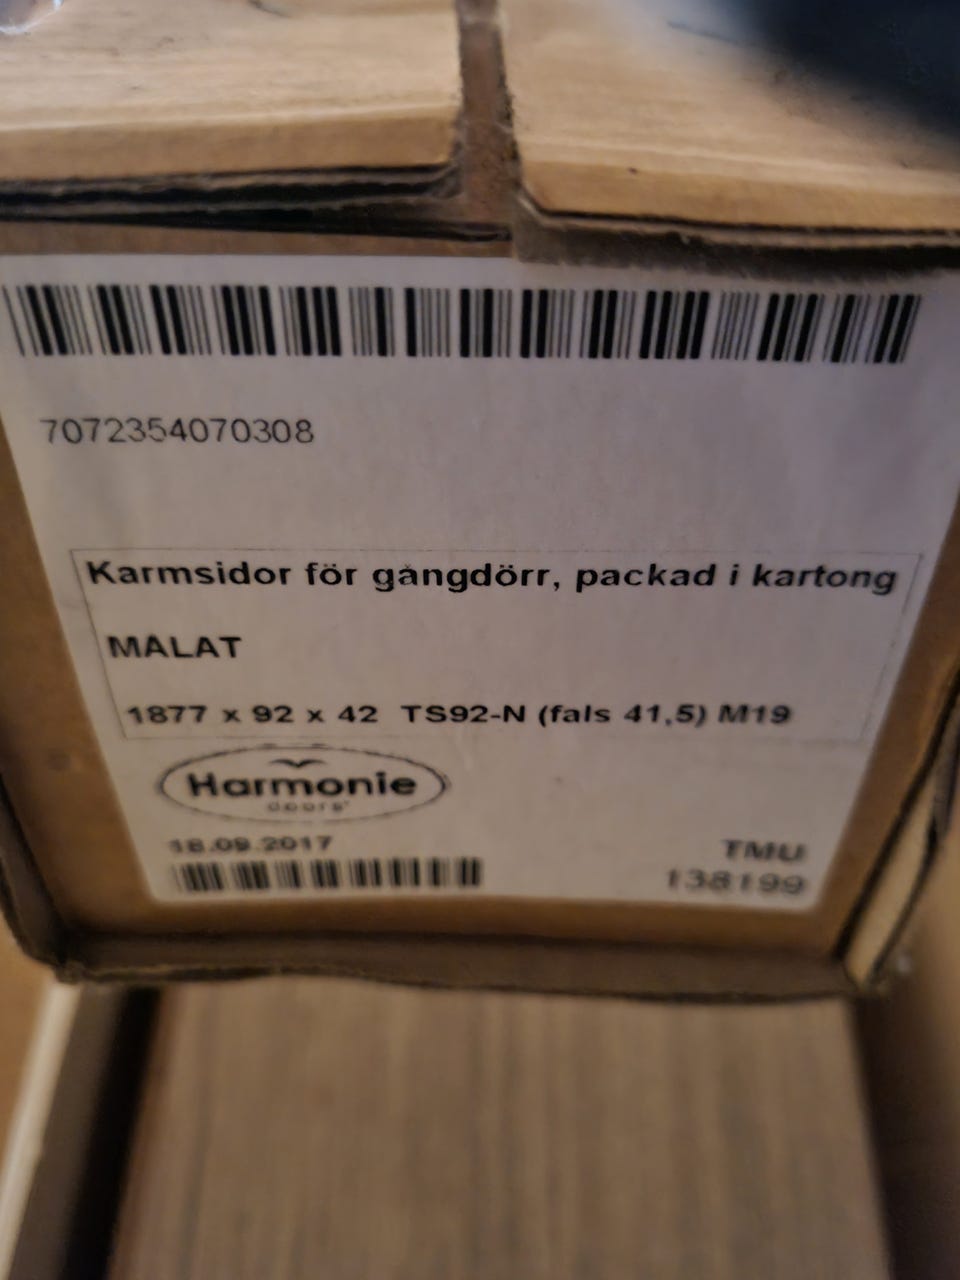 7072354070308
Karmsidor för gångdörr, packad i kartong
MÅLAT
1877 x 92 x 42 TS92-N (fals 41,5) M19
Harmonie
doors
18.09.2017
TMU
138199